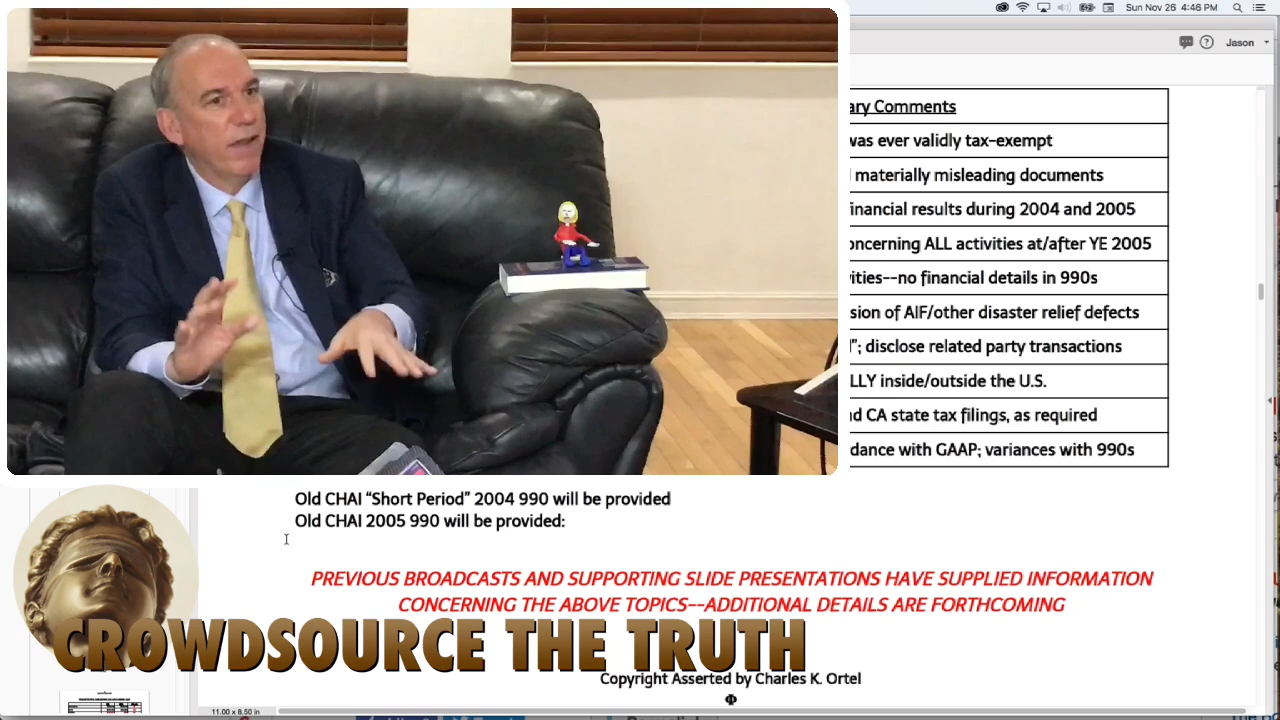 Sun Nov 26 4:46 PM
Jason
ary Comments
was ever validly tax-exempt
materially misleading documents
financial results during 2004 and 2005
oncerning ALL activities at/after YE 2005
ities--no financial details in 990s
sion of AIF/other disaster relief defects
”; disclose related party transactions
LLY inside/outside the U.S.
nd CA state tax filings, as required
dance with GAAP; variances with 990s
Old CHAI “Short Period” 2004 990 will be provided
Old CHAI 2005 990 will be provided:
PREVIOUS BROADCASTS AND SUPPORTING SLIDE PRESENTATIONS HAVE SUPPLIED INFORMATION
CONCERNING THE ABOVE TOPICS--ADDITIONAL DETAILS ARE FORTHCOMING
CROWDSOURCE THE TRUTH
Copyright Asserted by Charles K. Ortel
11.00 x 8.50 in